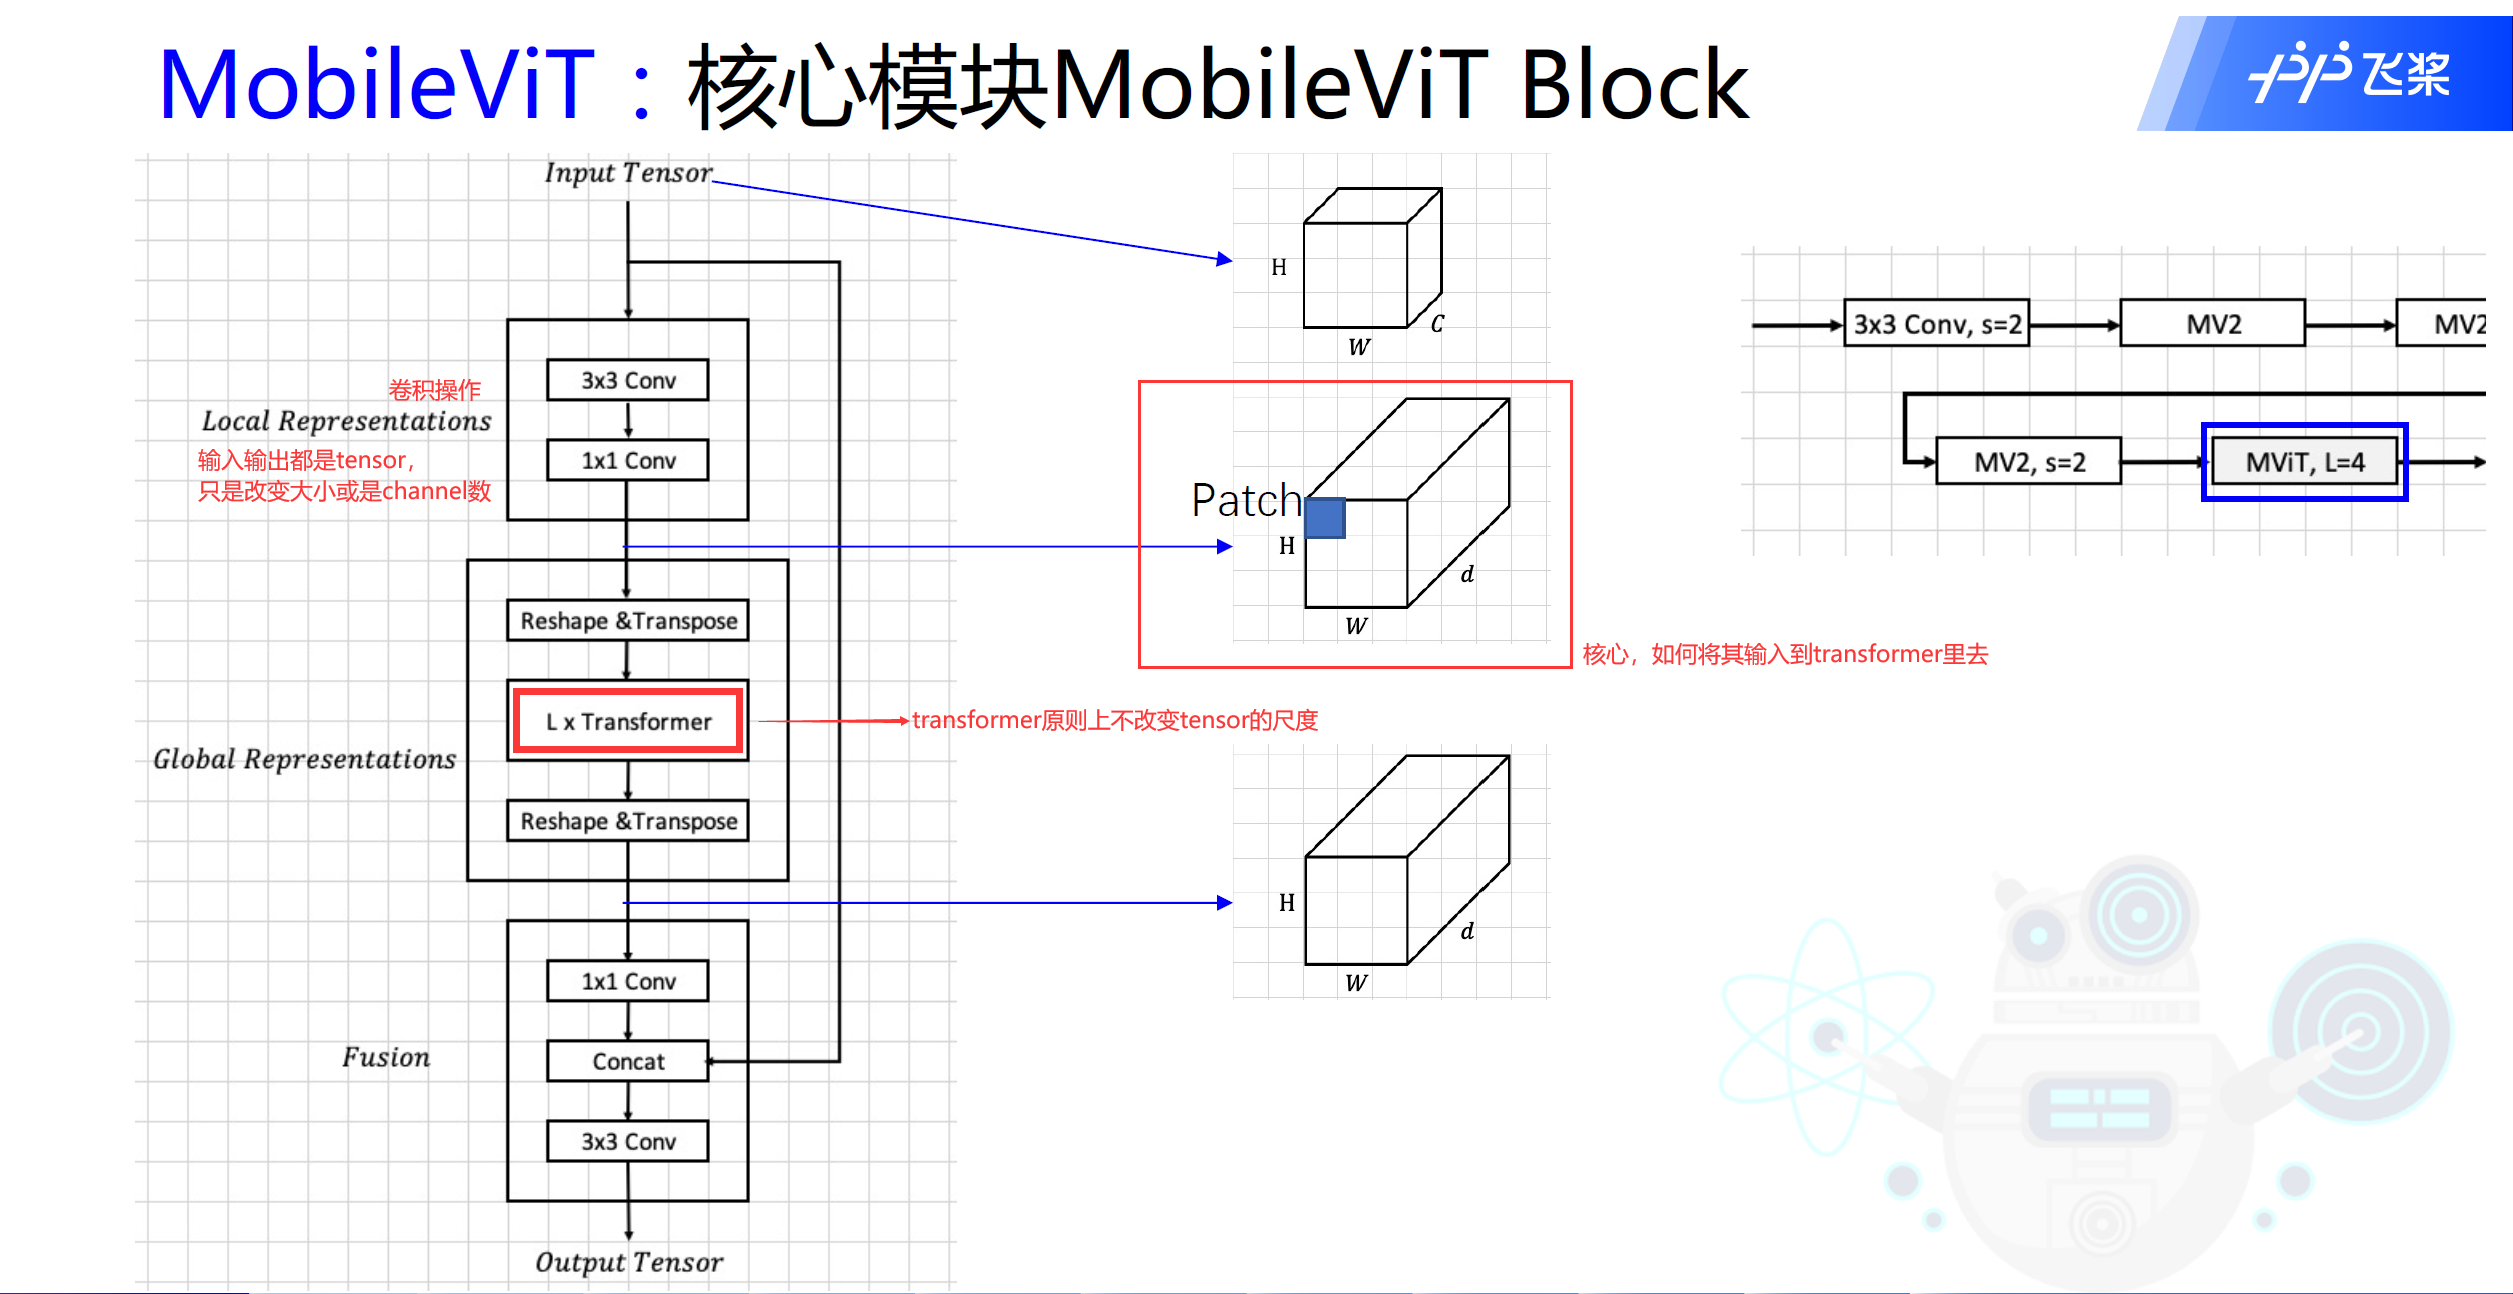 MobileViT：核心模块MobileViT Block
飞桨
Input Tensor
卷积操作
Local Representations
输入输出都是tensor，
只是改变大小或是channel数
3x3 Conv
1x1 Conv
Reshape &Transpose
L x Transformer
Global Representations
Reshape &Transpose
1x1 Conv
Fusion
Concat
3x3 Conv
Output Tensor
H
W
C
Patch
H
W
d
核心，如何将其输入到transformer里去
transformer原则上不改变tensor的尺度
H
W
d
3x3 Conv, s=2
MV2
MV2
MV2, s=2
MViT, L=4